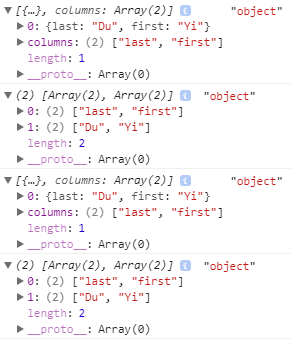 ▼ [{…}, columns: Array(2)] i "object"
▶ 0: {last: "Du", first: "Yi"}
▶ columns: (2) ["last", "first"]
length: 1
▶ __proto__: Array(0)
▼ (2) [Array(2), Array(2)] i "object"
▶ 0: (2) ["last", "first"]
▶ 1: (2) ["Du", "Yi"]
length: 2
▶ __proto__: Array(0)
▼ [{…}, columns: Array(2)] i "object"
▶ 0: {last: "Du", first: "Yi"}
▶ columns: (2) ["last", "first"]
length: 1
▶ __proto__: Array(0)
▼ (2) [Array(2), Array(2)] i "object"
▶ 0: (2) ["last", "first"]
▶ 1: (2) ["Du", "Yi"]
length: 2
▶ __proto__: Array(0)